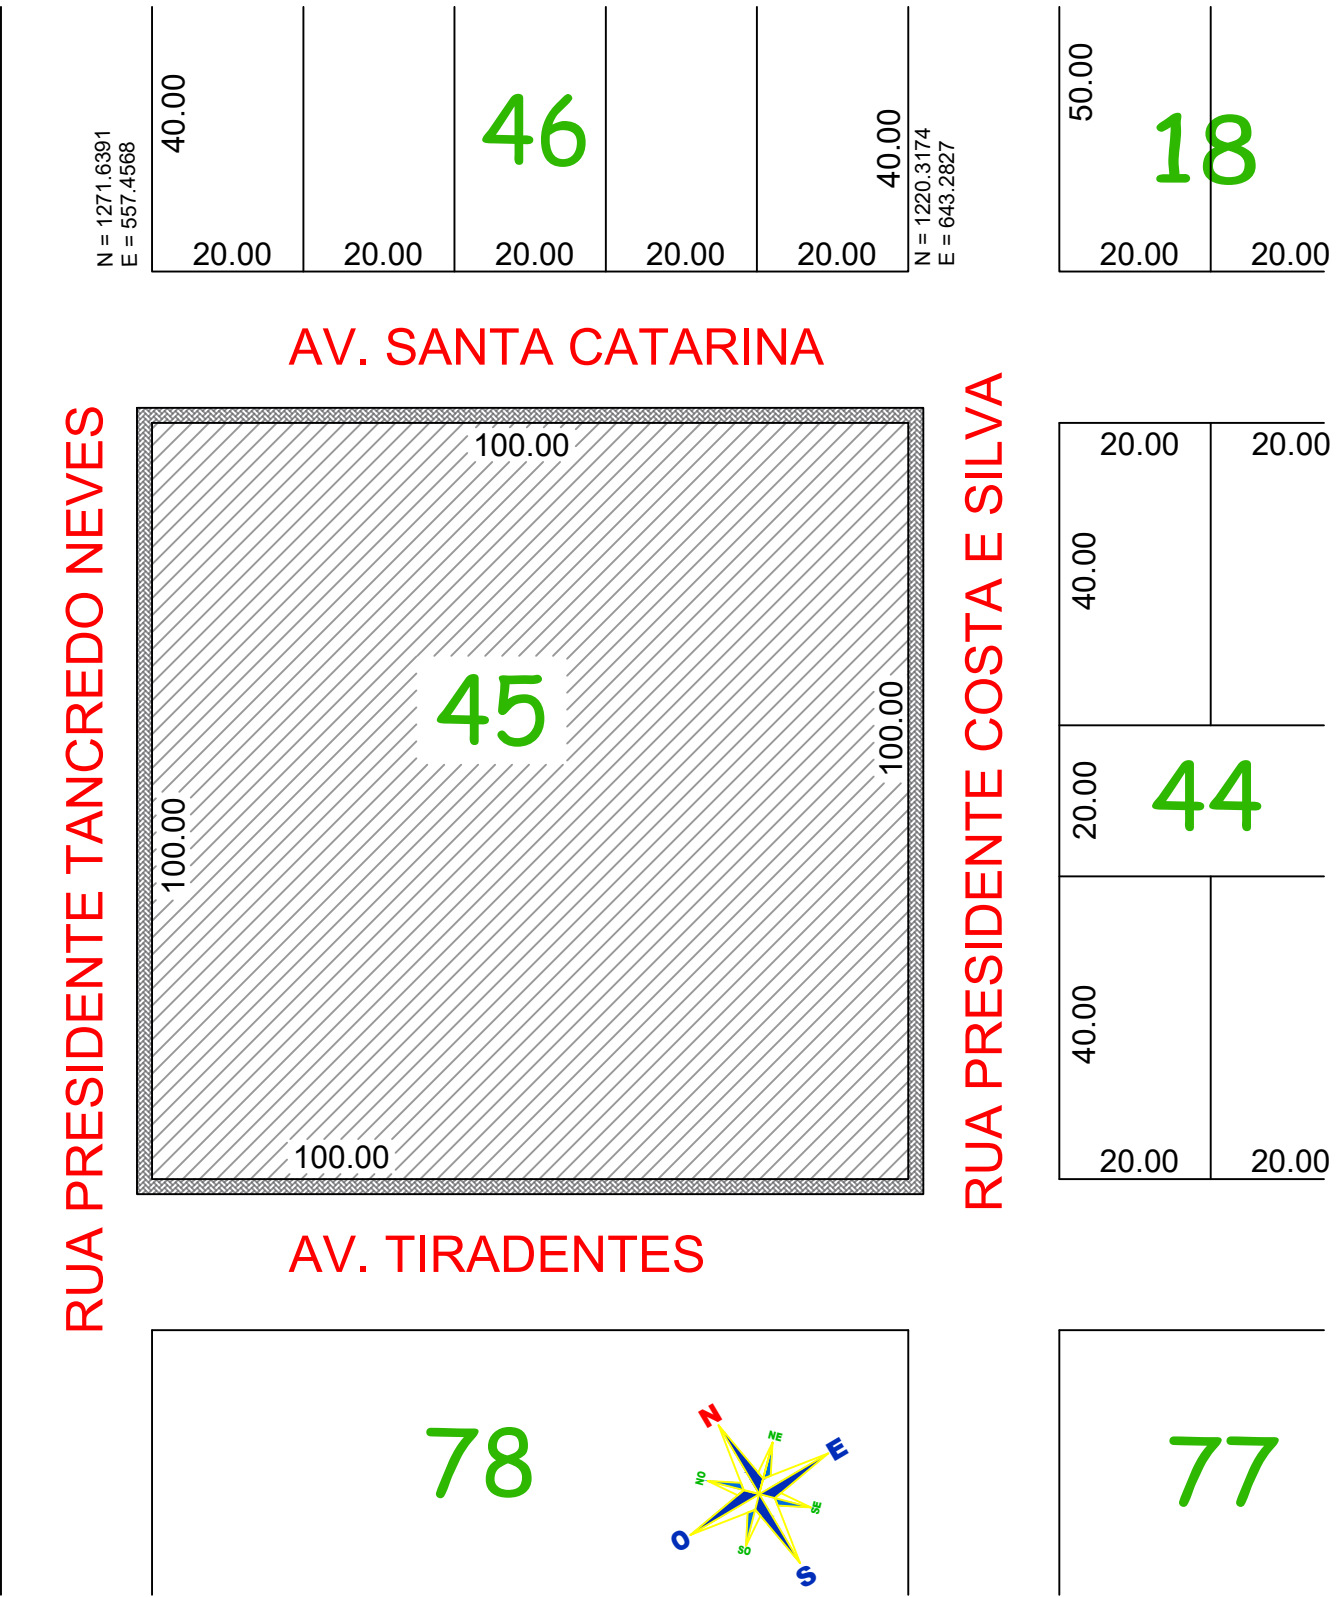 N = 1271.6391
E = 557.4568
40.00
46
40.00
N = 1220.3174
E = 643.2827
50.00
18
20.00
20.00
20.00
20.00
20.00
20.00
20.00
AV. SANTA CATARINA
RUA PRESIDENTE TANCREDO NEVES
100.00
45
100.00
100.00
100.00
RUA PRESIDENTE COSTA E SILVA
20.00
20.00
40.00
20.00
44
40.00
20.00
20.00
AV. TIRADENTES
78
N
NE
E
NO
SE
O
SO
S
77